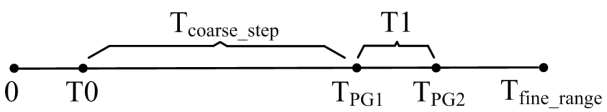 T_coarse_step T1
0 T0 T_PG1 T_PG2 T_fine_range